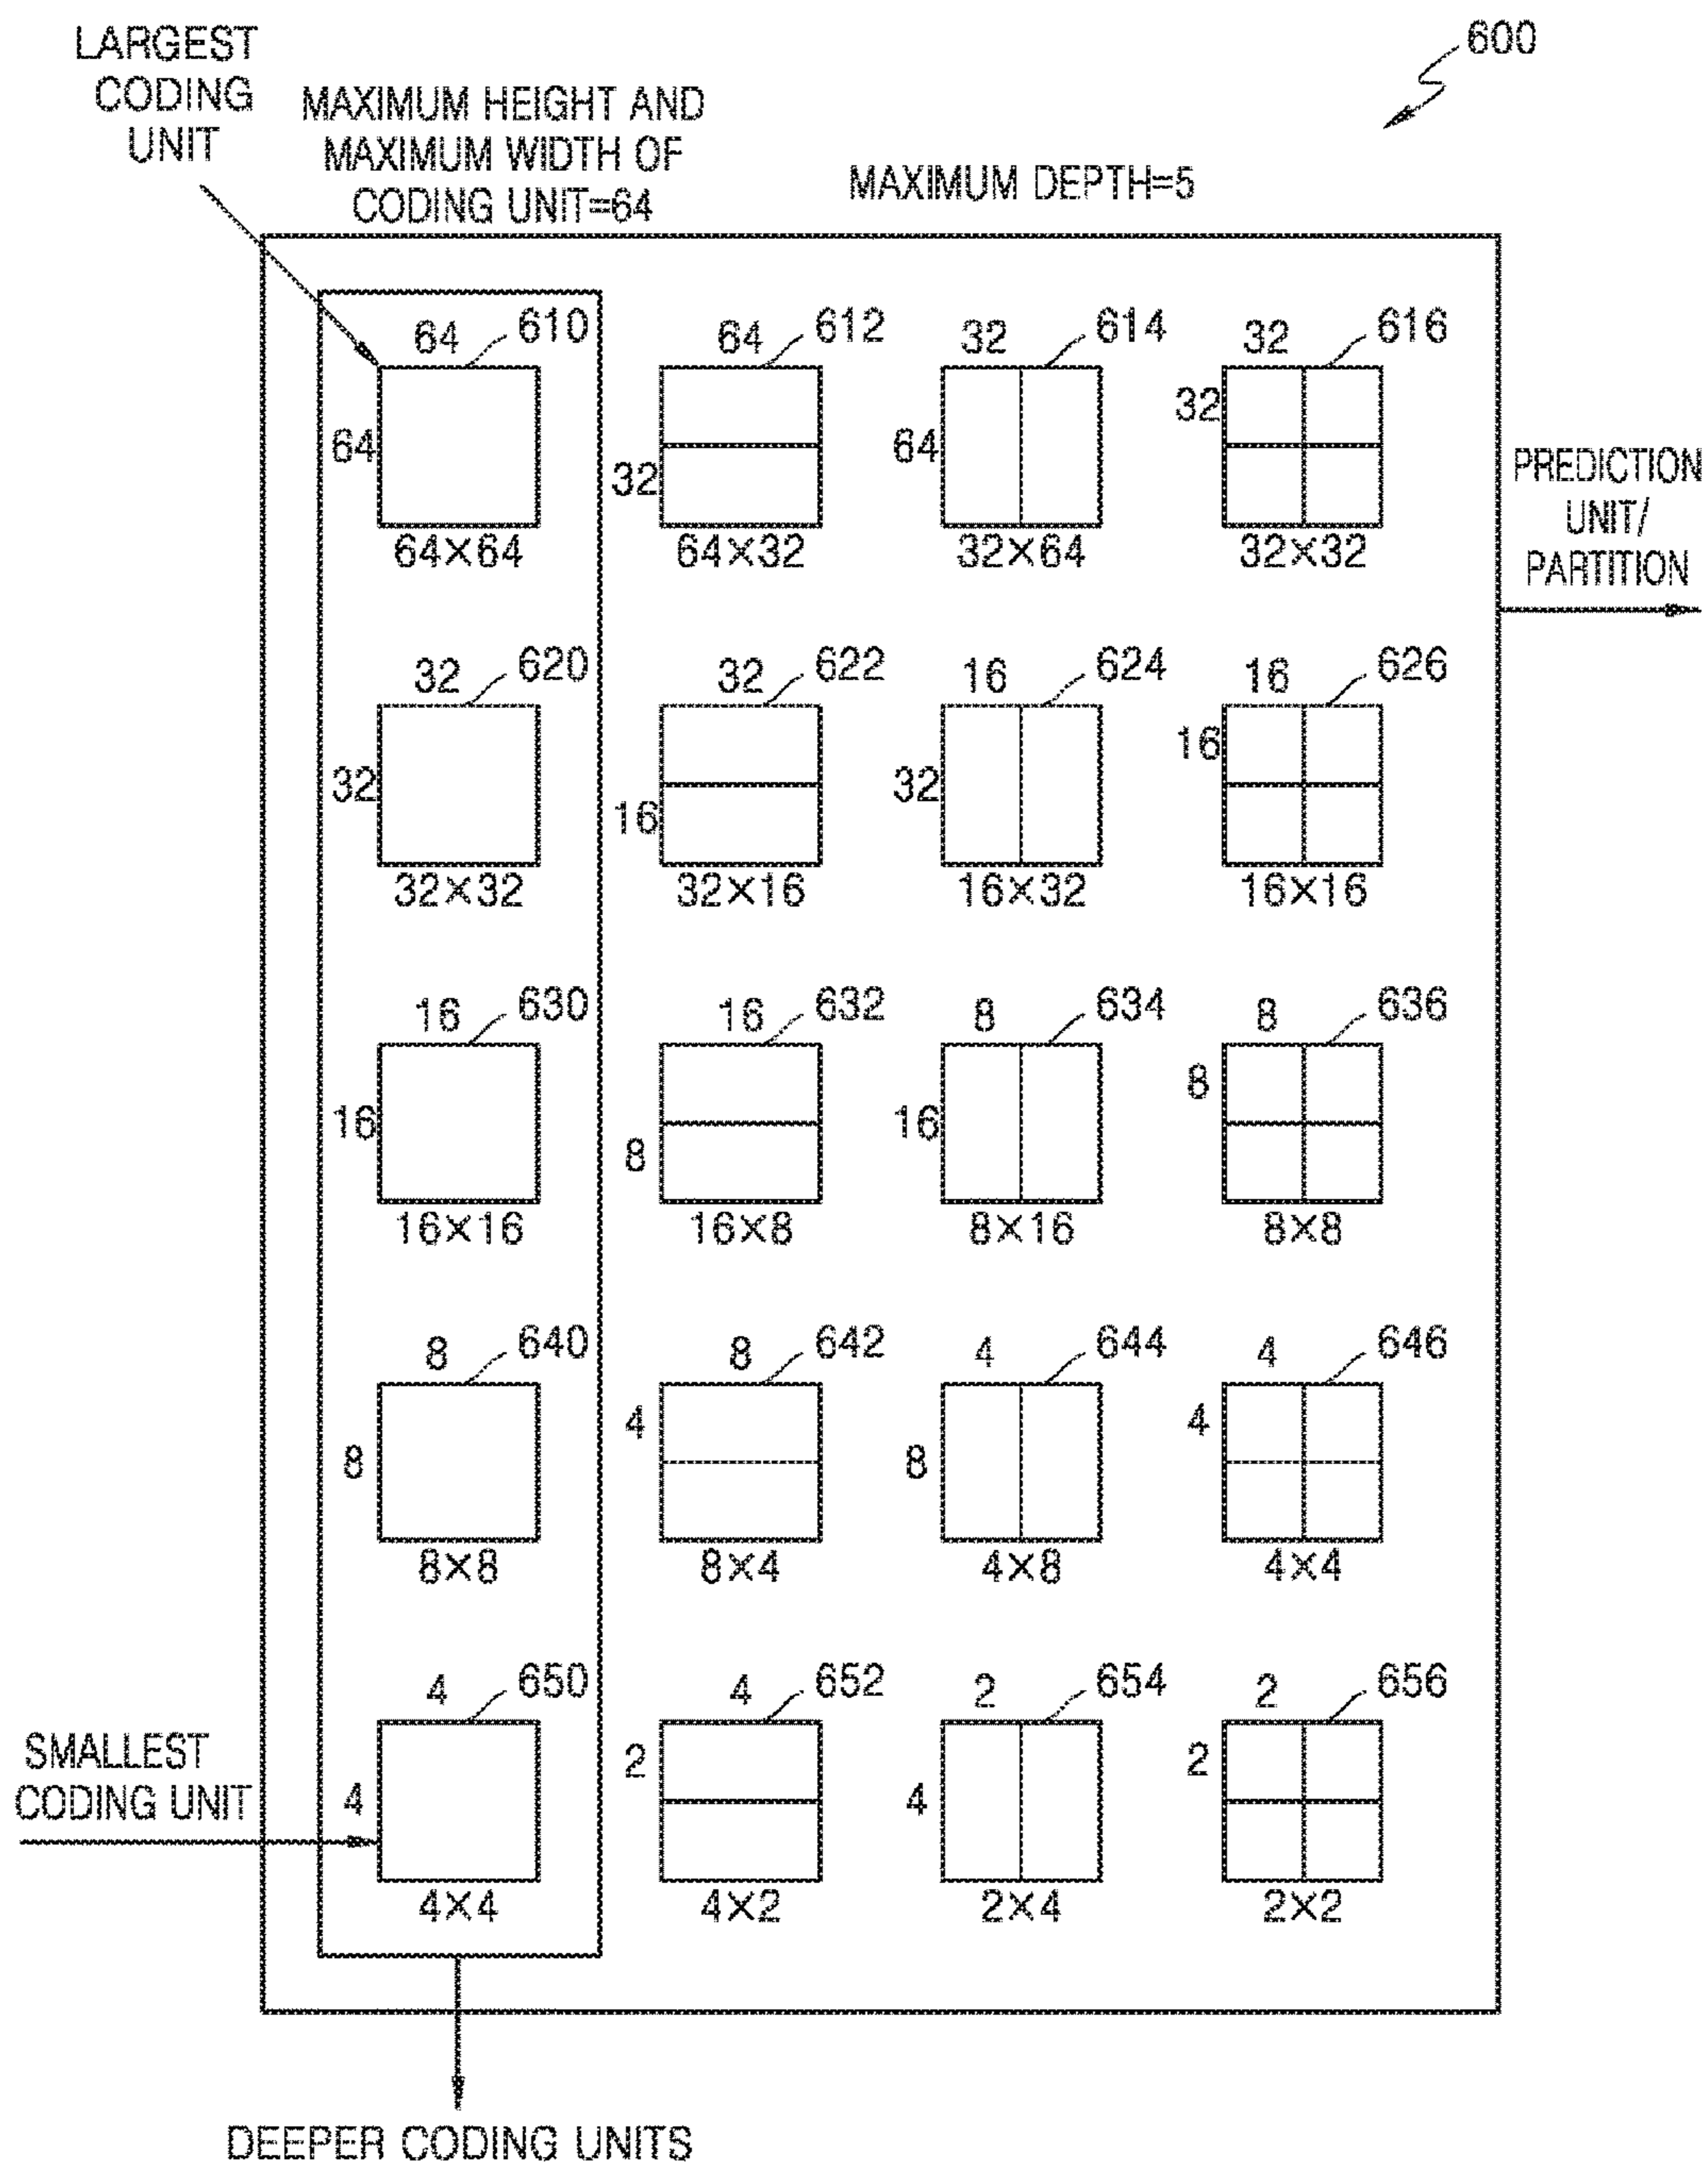 LARGEST
CODING
UNIT
MAXIMUM HEIGHT AND
MAXIMUM WIDTH OF
CODING UNIT=64
MAXIMUM DEPTH=5
600
64 610 64 612 32 614 32 616
64 32 64 32
64×64 64×32 32×64 32×32
PREDICTION
UNIT/
PARTITION
32 620 32 622 16 624 16 626
32 16 32 16
32×32 32×16 16×32 16×16
16 630 16 632 8 634 8 636
16 8 16 8
16×16 16×8 8×16 8×8
8 640 8 642 4 644 4 646
8 4 8 4
8×8 8×4 4×8 4×4
4 650 4 652 2 654 2 656
SMALLEST
CODING UNIT
4 2 4 2
4×4 4×2 2×4 2×2
DEEPER CODING UNITS